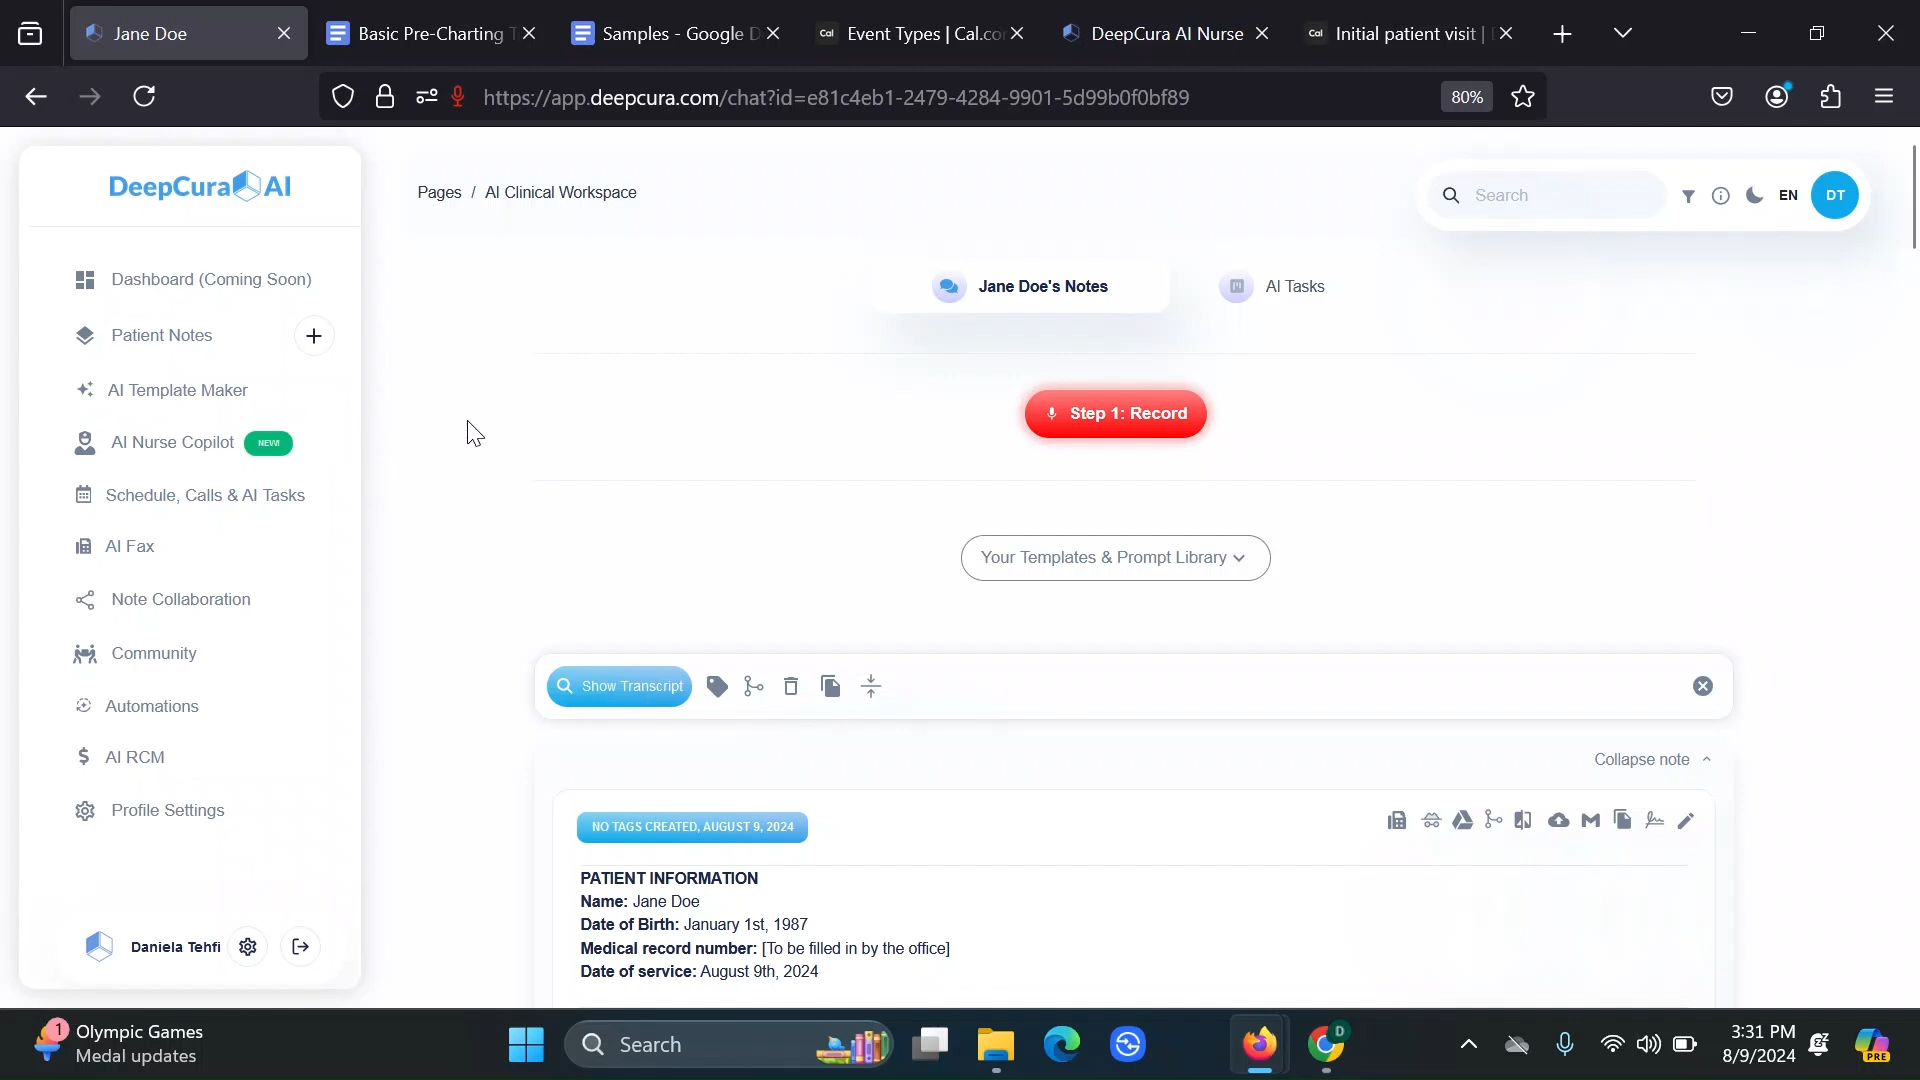 Jane Doe
Basic Pre-Charting T
Samples - Google D
Cal Event Types | Cal.co
DeepCura AI Nurse
Cal Initial patient visit |
https://app.deepcura.com/chat?id=e81c4eb1-2479-4284-9901-5d99b0f0bf89
80%
DeepCura AI
Pages / AI Clinical Workspace
Search
EN
DT
Dashboard (Coming Soon)
Patient Notes
AI Template Maker
AI Nurse Copilot NEW!
Schedule, Calls & AI Tasks
AI Fax
Note Collaboration
Community
Automations
AI RCM
Profile Settings
Daniela Tehfi
Jane Doe's Notes
AI Tasks
Step 1: Record
Your Templates & Prompt Library
Show Transcript
Collapse note
NO TAGS CREATED, AUGUST 9, 2024
PATIENT INFORMATION
Name: Jane Doe
Date of Birth: January 1st, 1987
Medical record number: [To be filled in by the office]
Date of service: August 9th, 2024
1
Olympic Games
Medal updates
Search
D
3:31 PM
8/9/2024
PRE